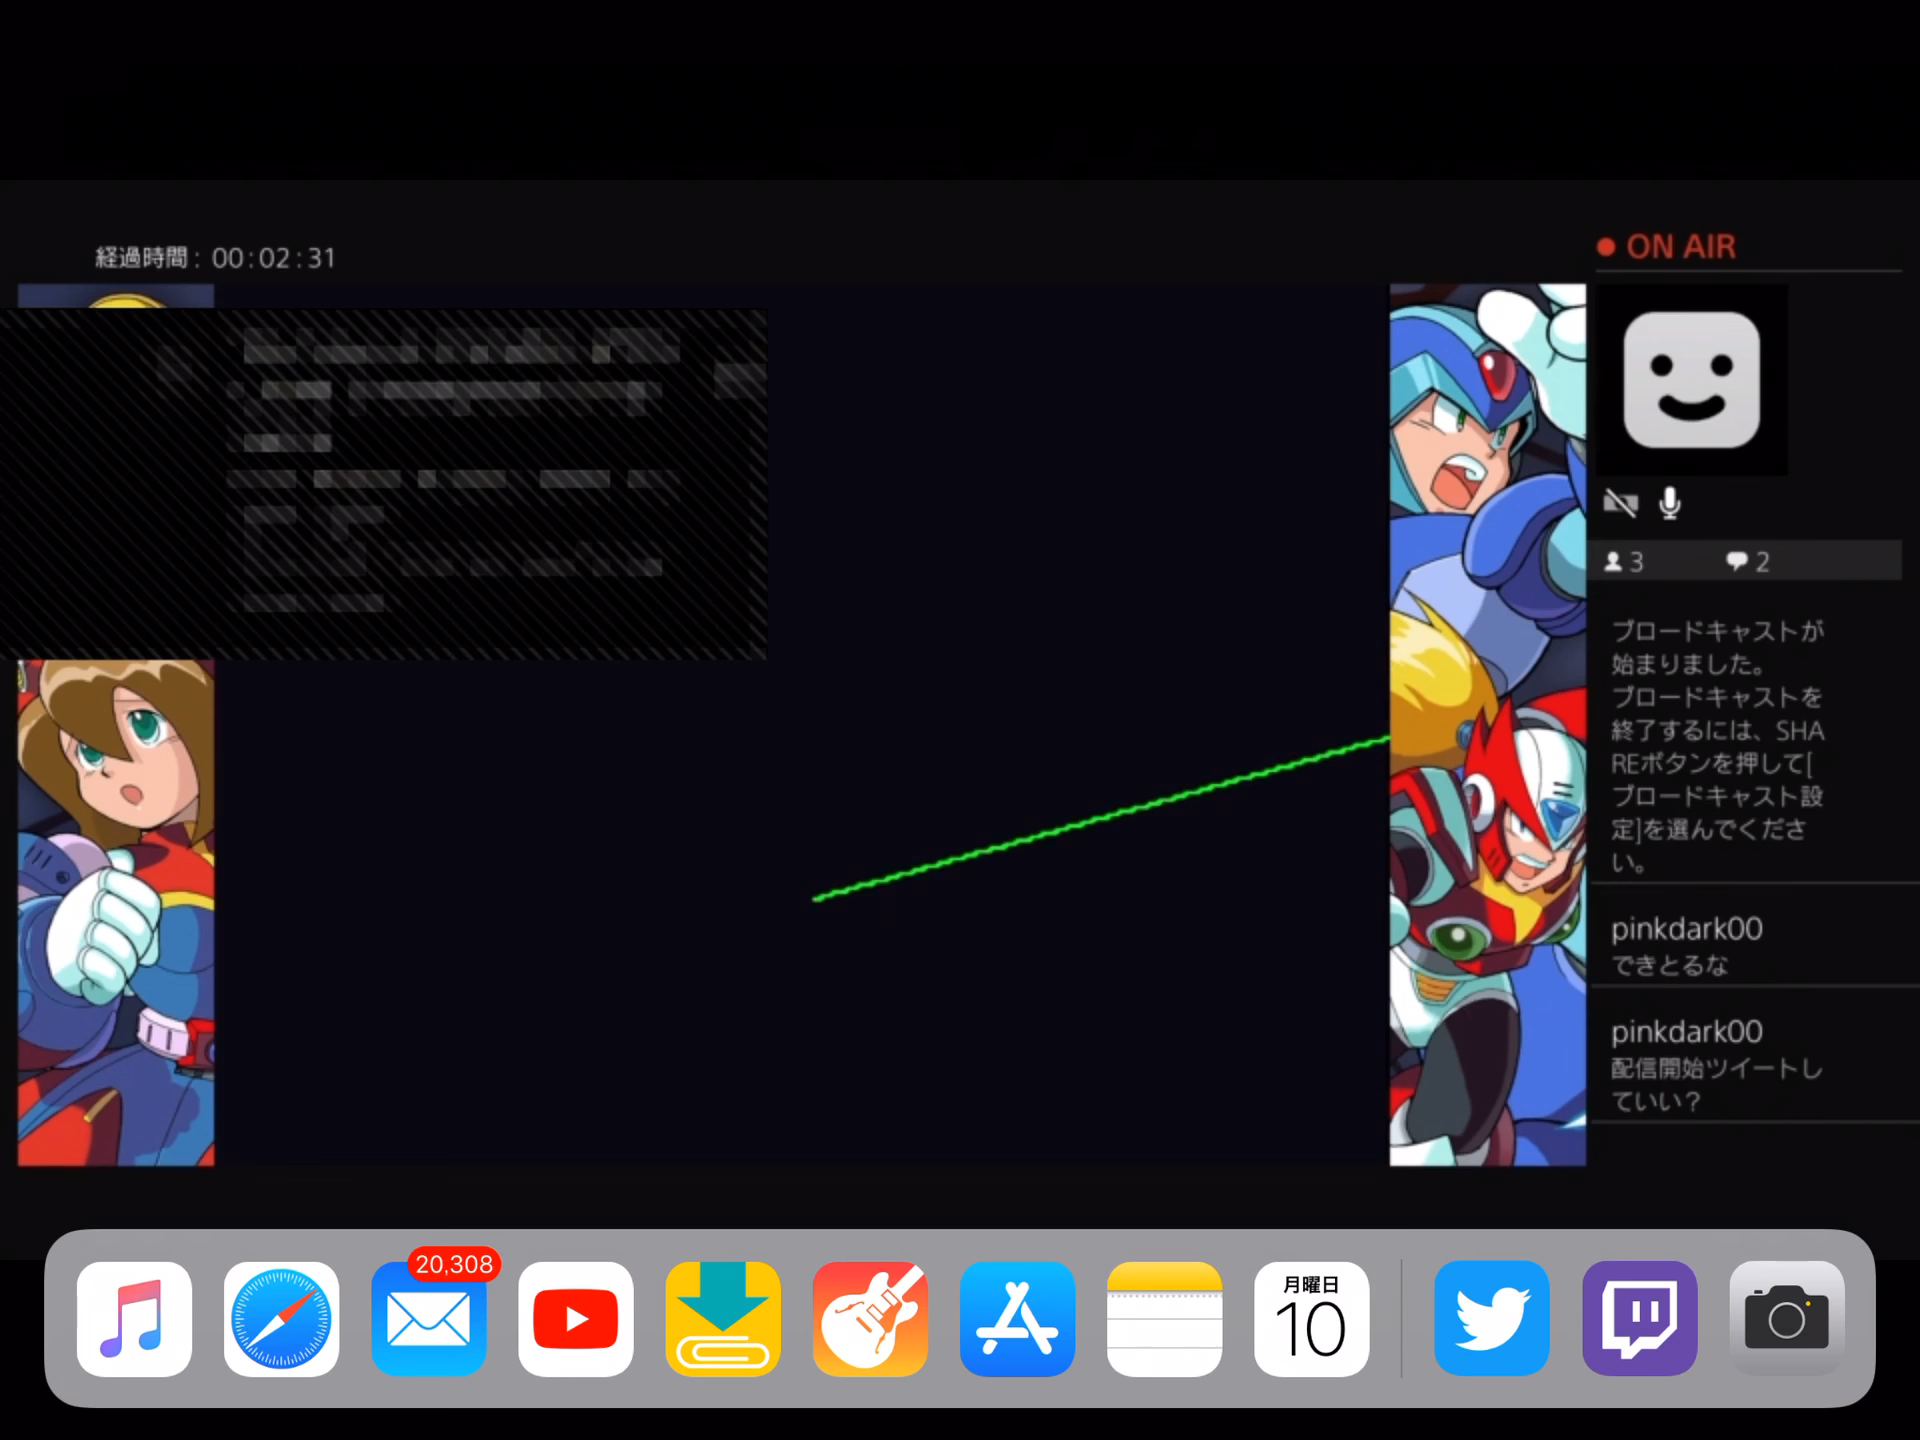 経過時間: 00:02:31
ON AIR
3
2
ブロードキャストが
始まりました。
ブロードキャストを
終了するには、SHA
REボタンを押して[
ブロードキャスト設
定]を選んでくださ
い。
pinkdark00
できとるな
pinkdark00
配信開始ツイートし
ていい?
20,308
月曜日
10